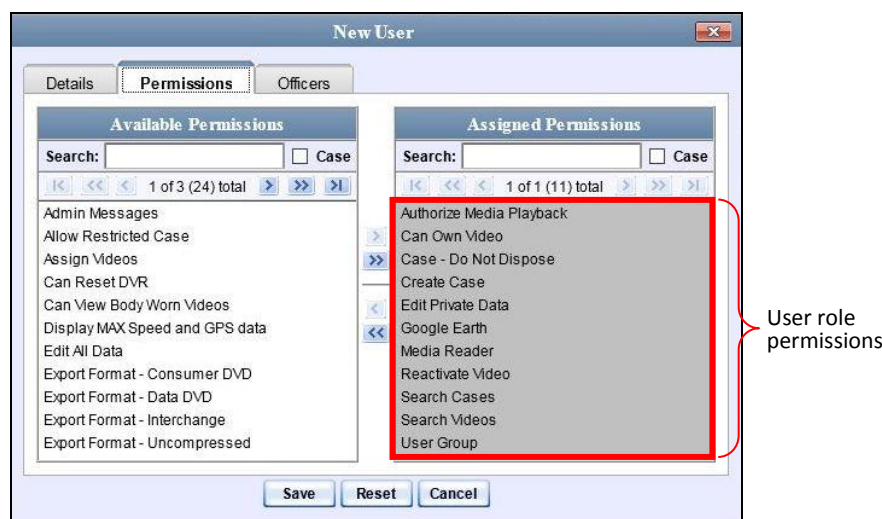 New User
Details Permissions Officers
Available Permissions
Search: Case
1 of 3 (24) total
Admin Messages
Allow Restricted Case
Assign Videos
Can Reset DVR
Can View Body Worn Videos
Display MAX Speed and GPS data
Edit All Data
Export Format - Consumer DVD
Export Format - Data DVD
Export Format - Interchange
Export Format - Uncompressed
Assigned Permissions
Search: Case
1 of 1 (11) total
Authorize Media Playback
Can Own Video
Case - Do Not Dispose
Create Case
Edit Private Data
Google Earth
Media Reader
Reactivate Video
Search Cases
Search Videos
User Group
User role
permissions
Save Reset Cancel